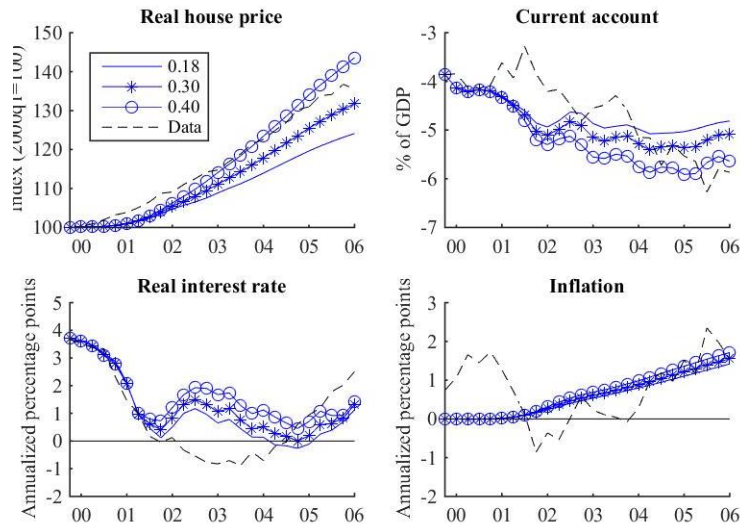 Real house price
Index (2000q1=100)
150
140
130
120
110
100
0.18
0.30
0.40
Data
00 01 02 03 04 05 06
Current account
% of GDP
-3
-4
-5
-6
-7
00 01 02 03 04 05 06
Real interest rate
Annualized percentage points
5
4
3
2
1
0
-1
-2
00 01 02 03 04 05 06
Inflation
Annualized percentage points
3
2
1
0
-1
-2
00 01 02 03 04 05 06